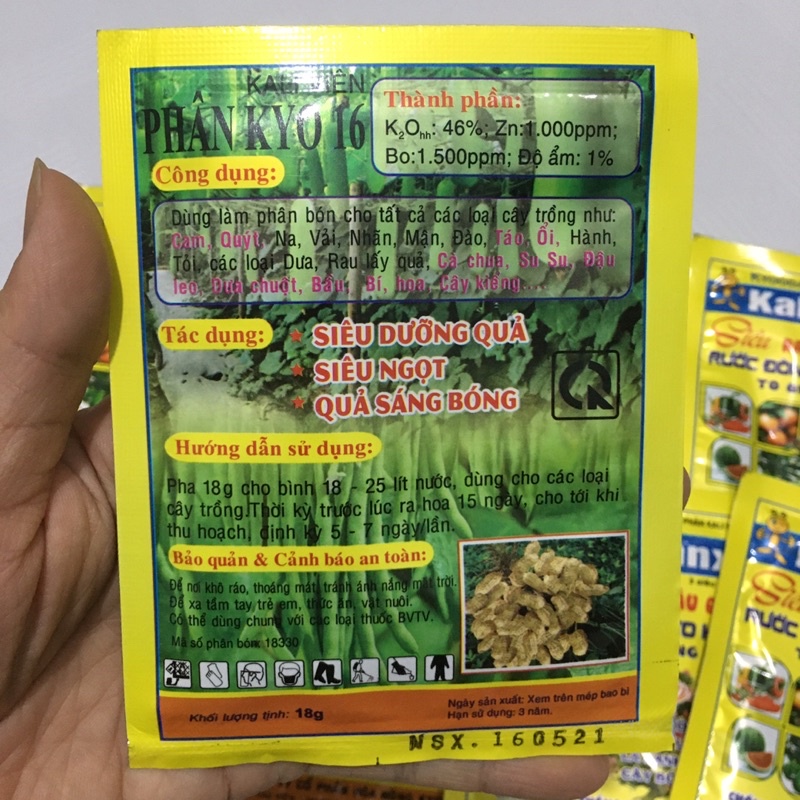 KALI VIÊN
PHÂN KYO 16
Thành phần:
K₂Ohh: 46%; Zn:1.000ppm;
Bo:1.500ppm; Độ ẩm: 1%
Công dụng:
Dùng làm phân bón cho tất cả các loại cây trồng như:
Cam, Quýt, Na, Vải, Nhãn, Mận, Đào, Táo, Ổi, Hành,
Tỏi, các loại Dưa, Rau lấy quả, Cà chua, Su Su, Đậu
leo, Dưa chuột, Bầu, Bí, hoa, Cây kiểng...
Tác dụng:
SIÊU DƯỠNG QUẢ
SIÊU NGỌT
QUẢ SÁNG BÓNG
Hướng dẫn sử dụng:
Pha 18g cho bình 18 - 25 lít nước, dùng cho các loại
cây trồng.Thời kỳ trước lúc ra hoa 15 ngày, cho tới khi
thu hoạch, định kỳ 5 - 7 ngày/lần.
Bảo quản & Cảnh báo an toàn:
Để nơi khô ráo, thoáng mát, tránh ánh nắng mặt trời.
Để xa tầm tay trẻ em, thức ăn, vật nuôi.
Có thể dùng chung với các loại thuốc BVTV.
Mã số phân bón: 18330
Khối lượng tịnh: 18g
Ngày sản xuất: Xem trên mép bao bì
Hạn sử dụng: 3 năm.
NSX. 160521
Siêu